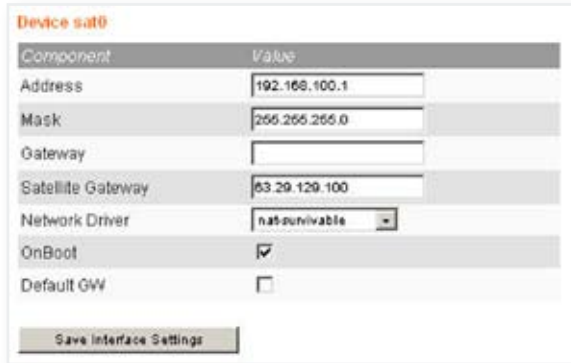 Device sat0
Component Value
Address 192.168.100.1
Mask 255.255.255.0
Gateway
Satellite Gateway 63.29.129.100
Network Driver nat-survivable
OnBoot
Default GW
Save Interface Settings